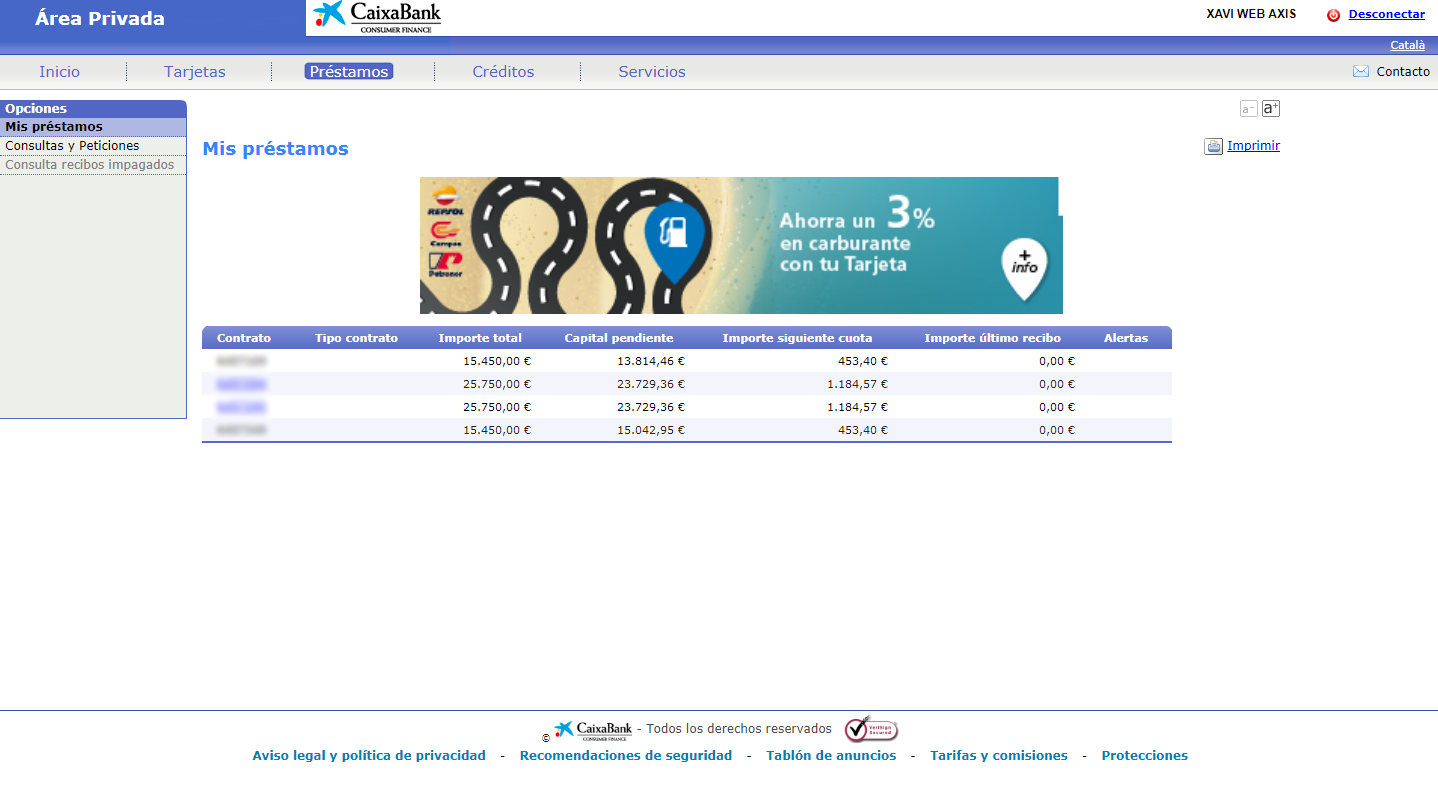 Área Privada
CaixaBank
CONSUMER FINANCE
XAVI WEB AXIS
Desconectar
Català
Inicio
Tarjetas
Préstamos
Créditos
Servicios
Contacto
Opciones
Mis préstamos
Consultas y Peticiones
Consulta recibos impagados
a-
a+
Mis préstamos
Imprimir
REPSOL
Campsa
Petronor
Ahorra un 3%
en carburante
con tu Tarjeta
+
info
Contrato Tipo contrato Importe total Capital pendiente Importe siguiente cuota Importe último recibo Alertas
15.450,00 € 13.814,46 € 453,40 € 0,00 €
25.750,00 € 23.729,36 € 1.184,57 € 0,00 €
25.750,00 € 23.729,36 € 1.184,57 € 0,00 €
15.450,00 € 15.042,95 € 453,40 € 0,00 €
© CaixaBank - Todos los derechos reservados
CONSUMER FINANCE
VeriSign
Secured
Aviso legal y política de privacidad - Recomendaciones de seguridad - Tablón de anuncios - Tarifas y comisiones - Protecciones